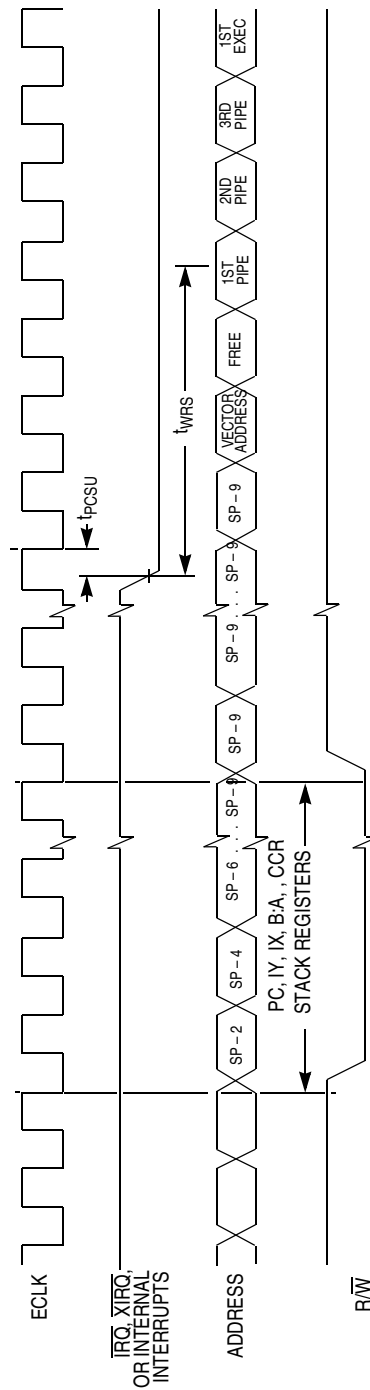 ECLK
tPCSU
IRQ, XIRQ,
OR INTERNAL
INTERRUPTS
tWRS
ADDRESS
SP – 2
SP – 4
SP – 6 . . . SP – 9
SP – 9
SP – 9 . . . SP – 9
SP – 9
VECTOR
ADDRESS
FREE
1ST
PIPE
2ND
PIPE
3RD
PIPE
1ST
EXEC
PC, IY, IX, B:A, , CCR
STACK REGISTERS
R/W